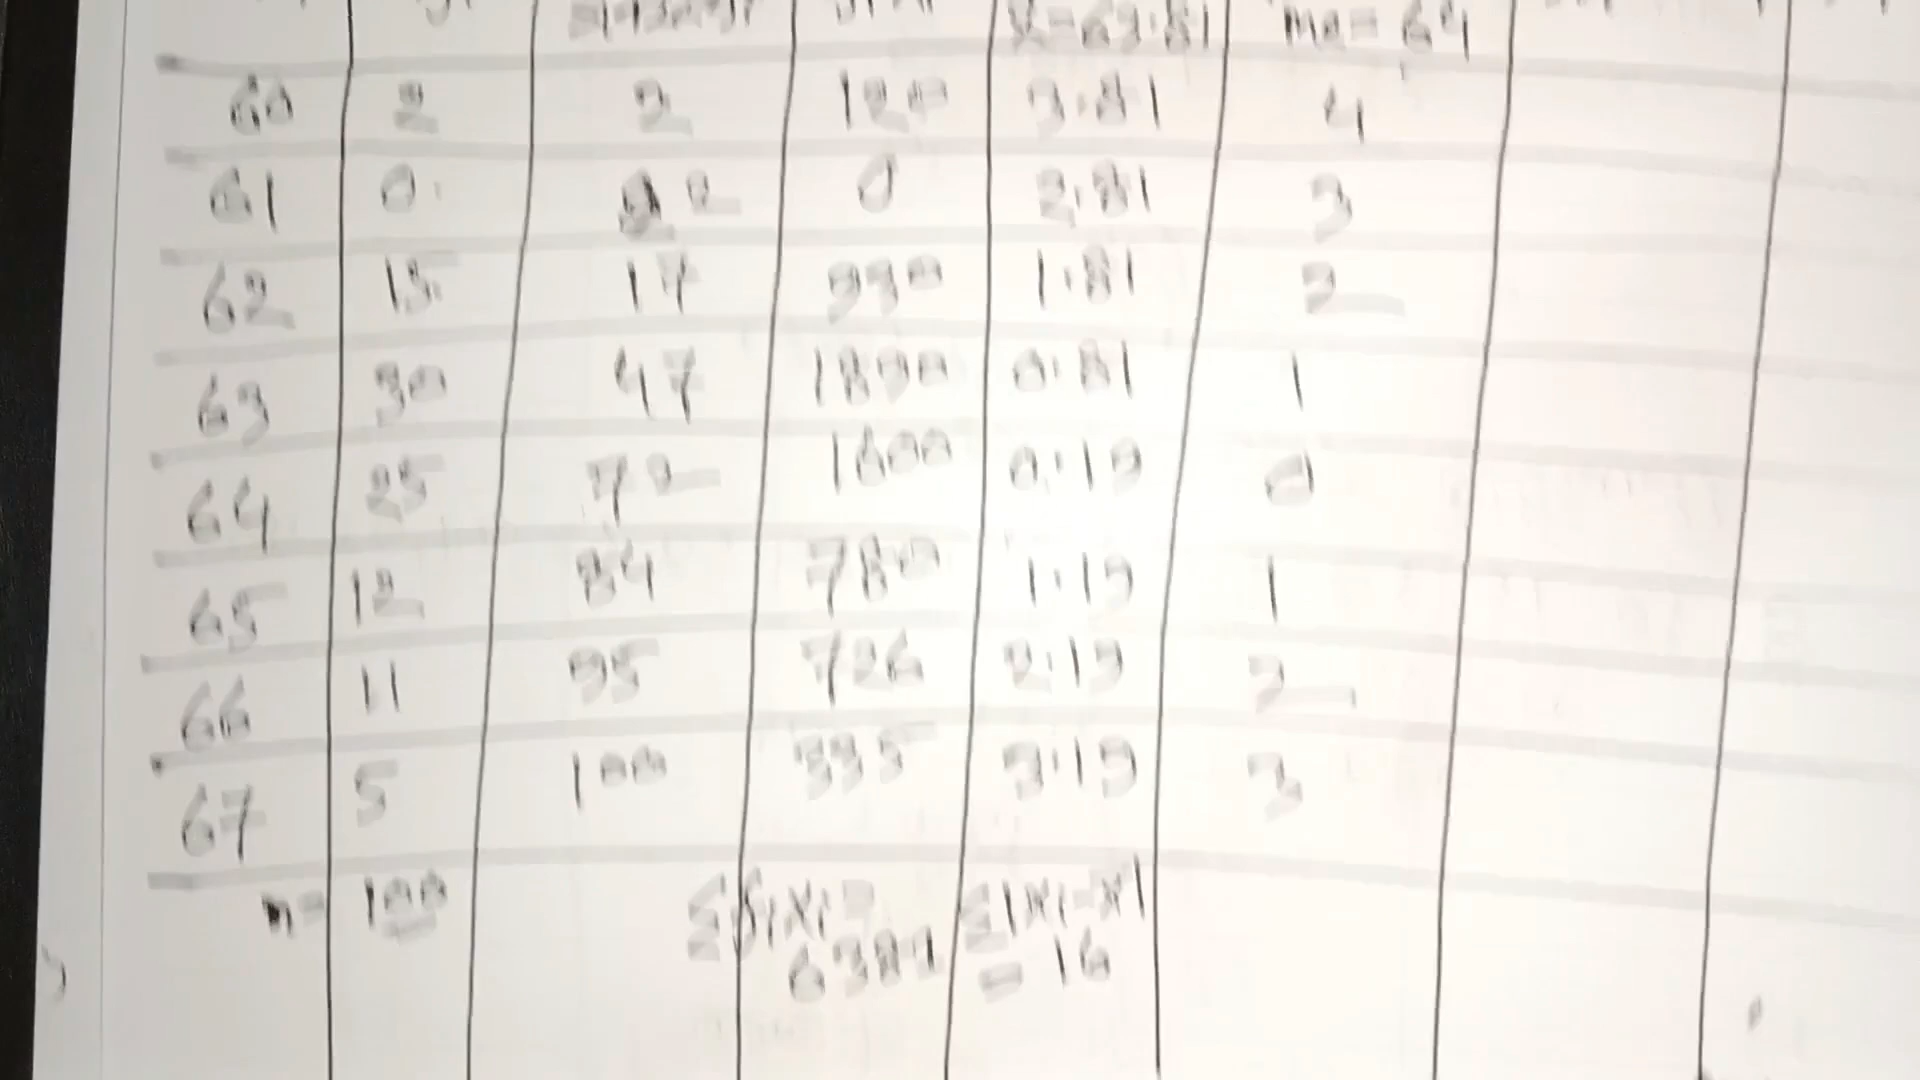 x̄=63.81 me= 64
60 2 2 120 3.81 4
61 0 2 0 2.81 3
62 15 17 930 1.81 2
63 30 47 1890 0.81 1
64 25 72 1600 0.19 0
65 12 84 780 1.19 1
66 11 95 726 2.19 2
67 5 100 335 3.19 3
n= 100 Σfixi= Σ|xi-x̄|
6381 = 16